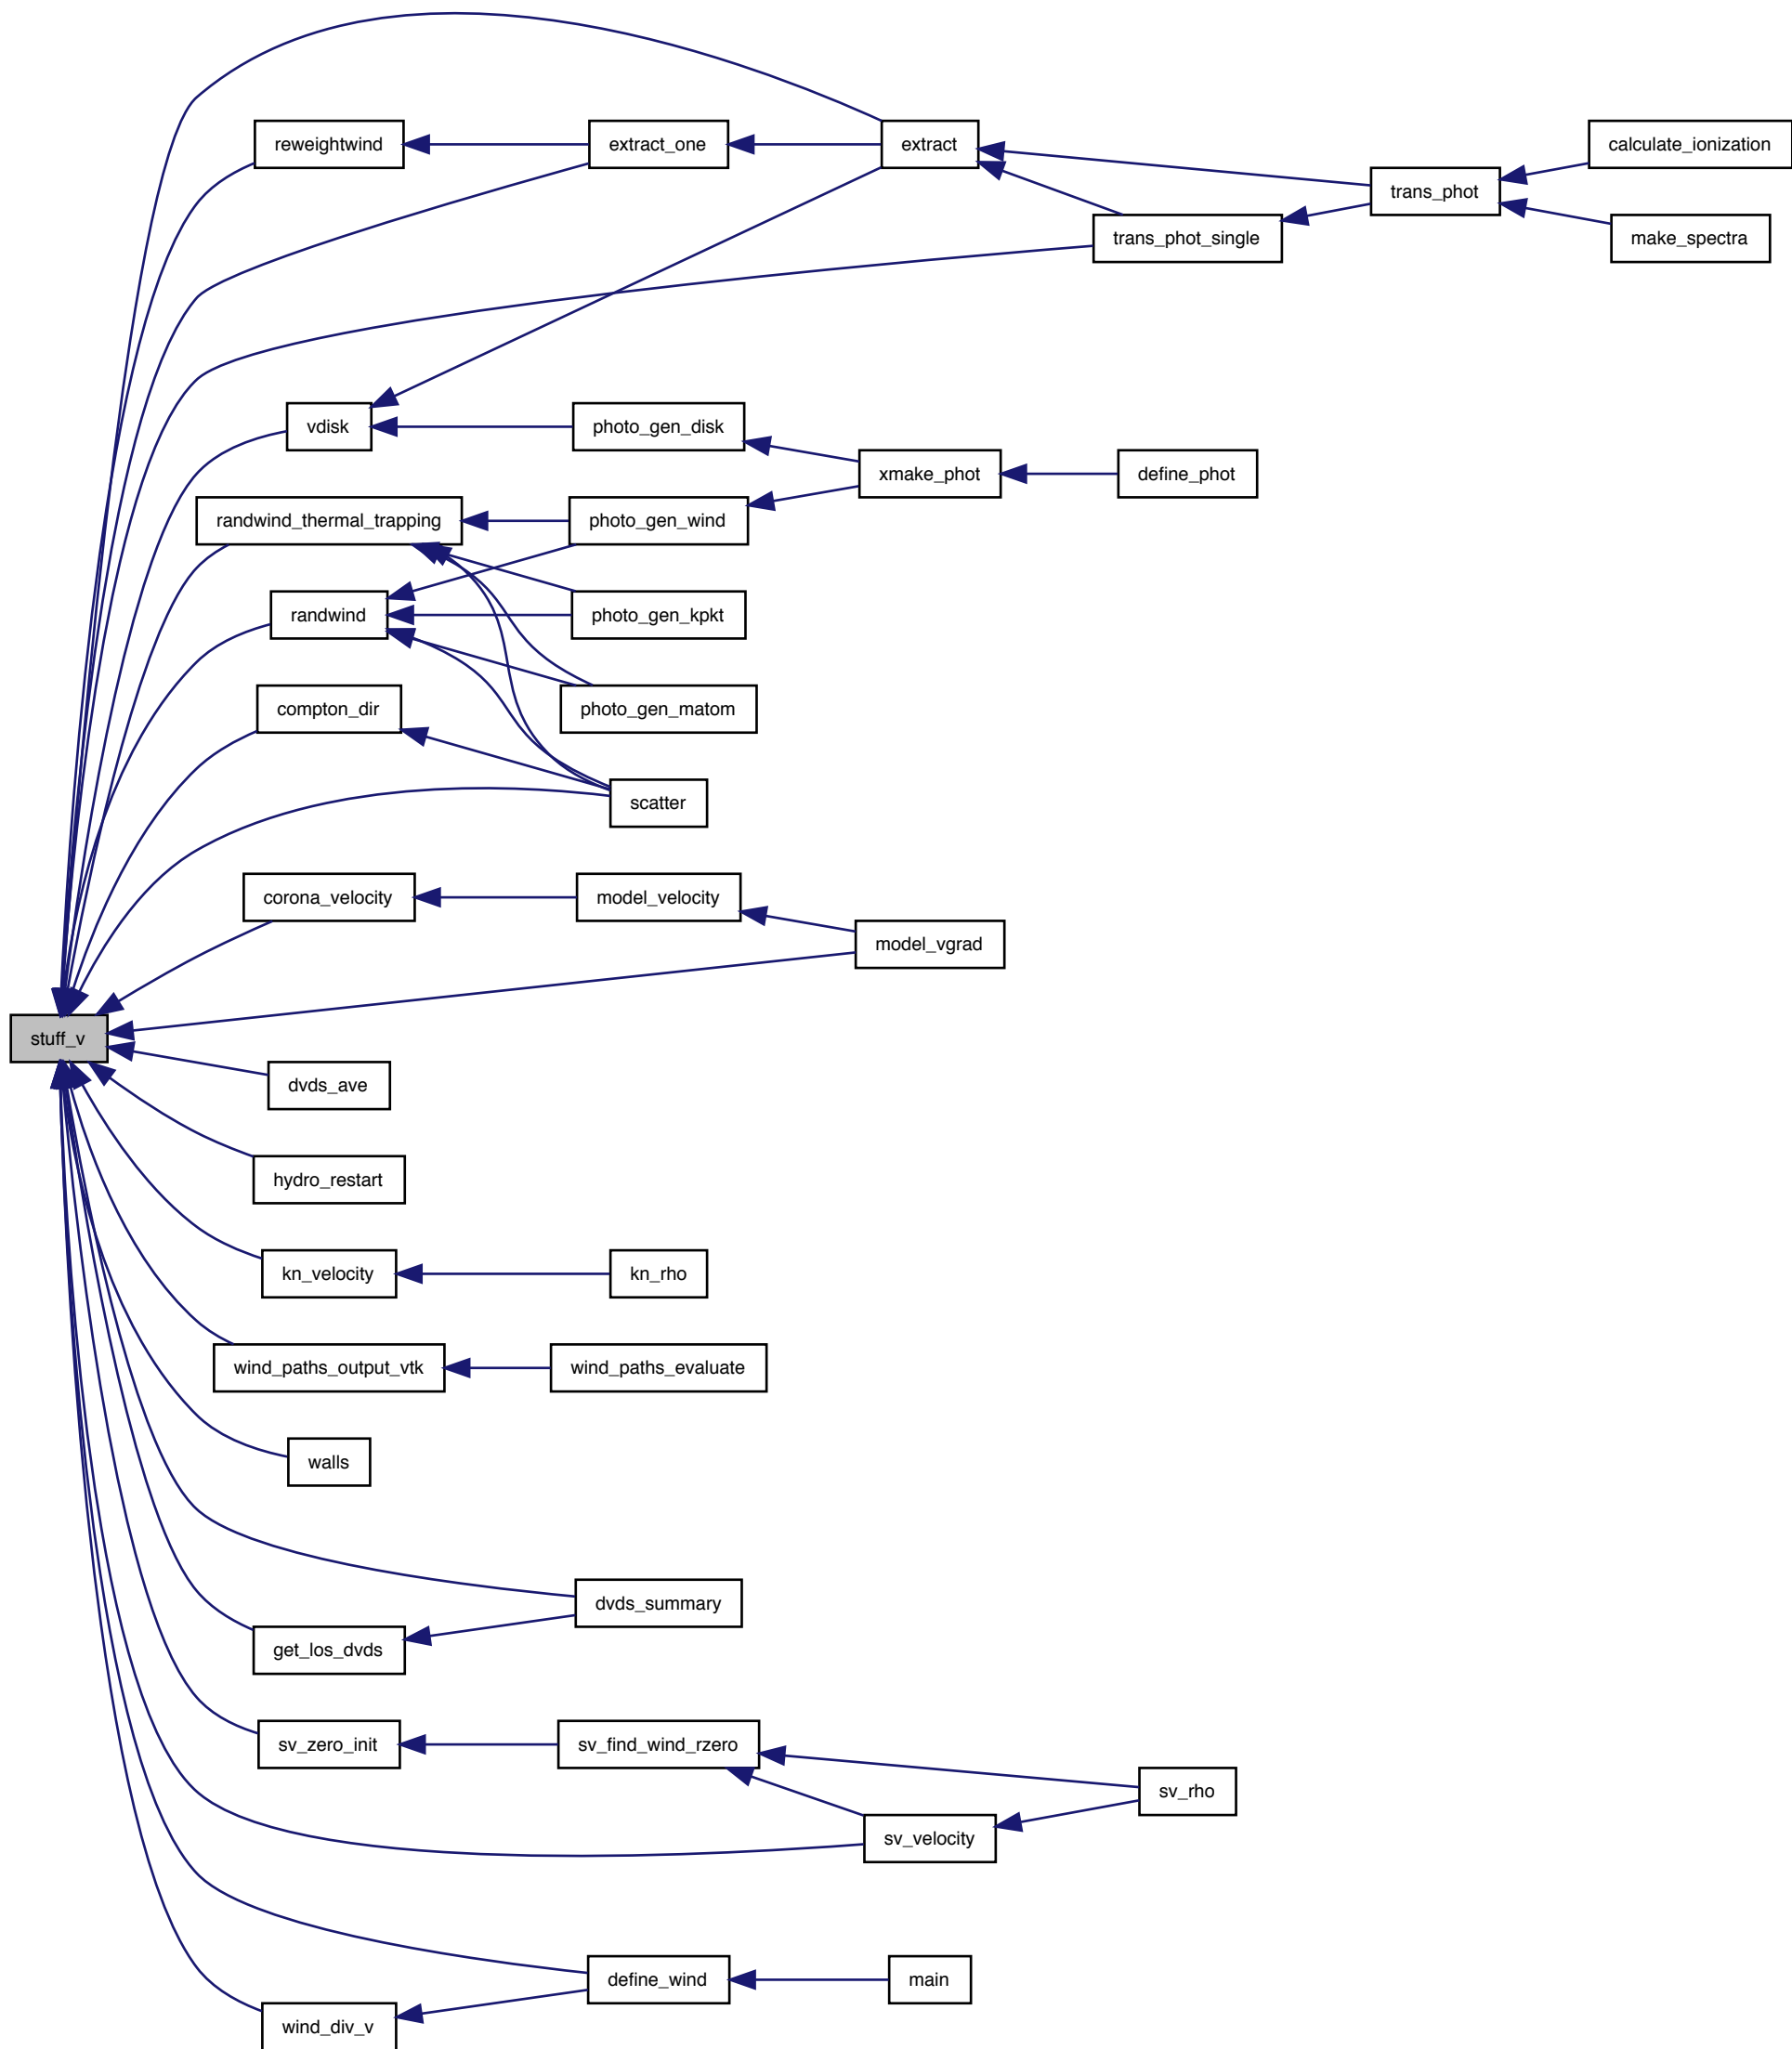 reweightwind
extract_one
extract
calculate_ionization
trans_phot
trans_phot_single
make_spectra
vdisk
photo_gen_disk
xmake_phot
define_phot
randwind_thermal_trapping
photo_gen_wind
randwind
photo_gen_kpkt
compton_dir
photo_gen_matom
scatter
corona_velocity
model_velocity
model_vgrad
stuff_v
dvds_ave
hydro_restart
kn_velocity
kn_rho
wind_paths_output_vtk
wind_paths_evaluate
walls
dvds_summary
get_los_dvds
sv_zero_init
sv_find_wind_rzero
sv_rho
sv_velocity
define_wind
main
wind_div_v